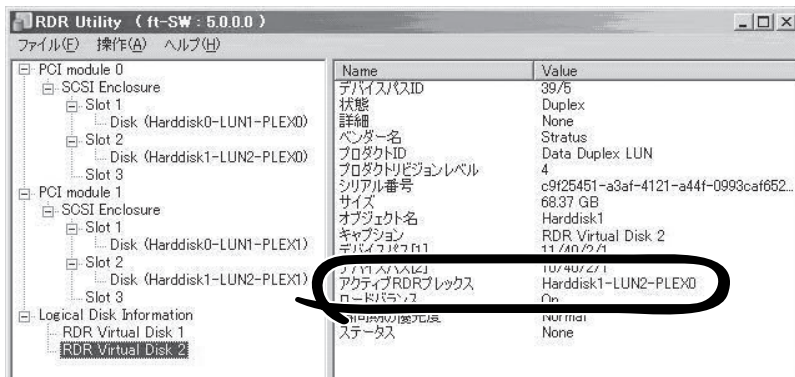 RDR Utility ( ft-SW : 5.0.0.0 )
ファイル(F) 操作(A) ヘルプ(H)
PCI module 0
SCSI Enclosure
Slot 1
Disk (Harddisk0-LUN1-PLEX0)
Slot 2
Disk (Harddisk1-LUN2-PLEX0)
Slot 3
PCI module 1
SCSI Enclosure
Slot 1
Disk (Harddisk0-LUN1-PLEX1)
Slot 2
Disk (Harddisk1-LUN2-PLEX1)
Slot 3
Logical Disk Information
RDR Virtual Disk 1
RDR Virtual Disk 2
Name Value
デバイスパスID 39/5
状態 Duplex
詳細 None
ベンダー名 Stratus
プロダクトID Data Duplex LUN
プロダクトリビジョンレベル 4
シリアル番号 c9f25451-a3af-4121-a44f-0993caf652...
サイズ 68.37 GB
オブジェクト名 Harddisk1
キャプション RDR Virtual Disk 2
デバイスパス[1] 11/40/2/1
デバイスパス[2] 10/40/2/1
アクティブRDRプレックス Harddisk1-LUN2-PLEX0
ロードバランス On
の優先度 Normal
ステータス None